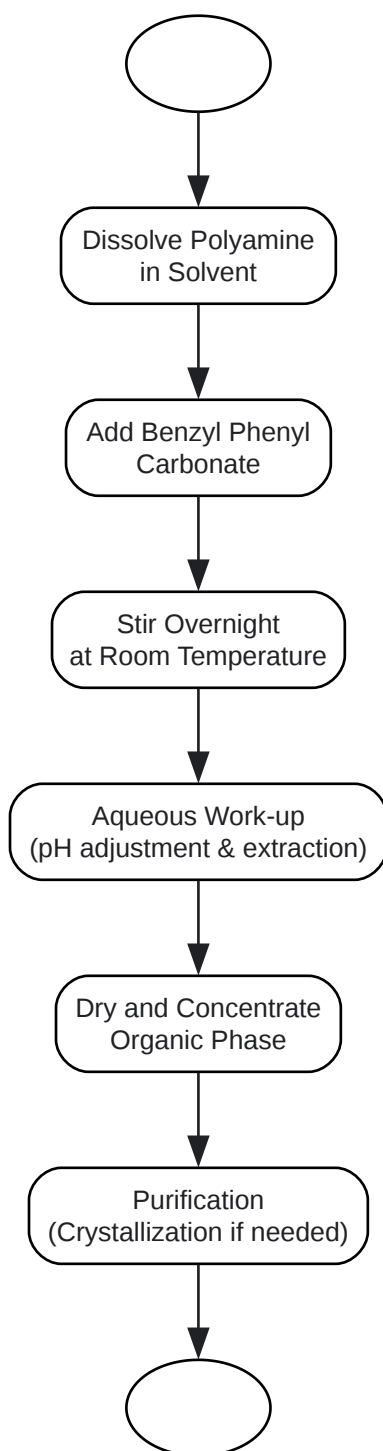 Dissolve Polyamine
in Solvent
Add Benzyl Phenyl
Carbonate
Stir Overnight
at Room Temperature
Aqueous Work-up
(pH adjustment & extraction)
Dry and Concentrate
Organic Phase
Purification
(Crystallization if needed)